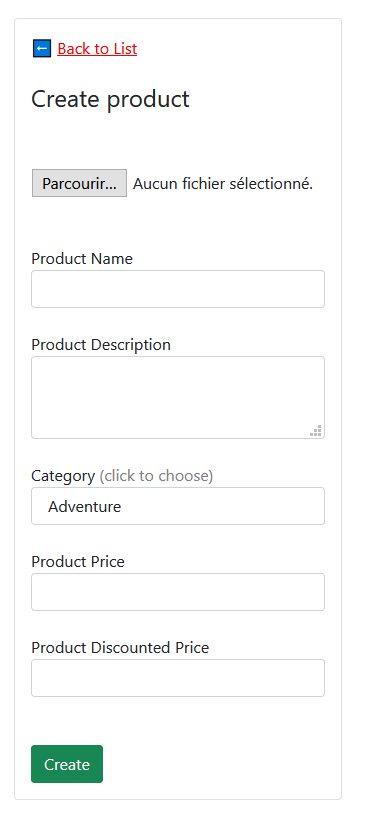 Back to List
Create product
Parcourir... Aucun fichier sélectionné.
Product Name
Product Description
Category (click to choose)
Adventure
Product Price
Product Discounted Price
Create